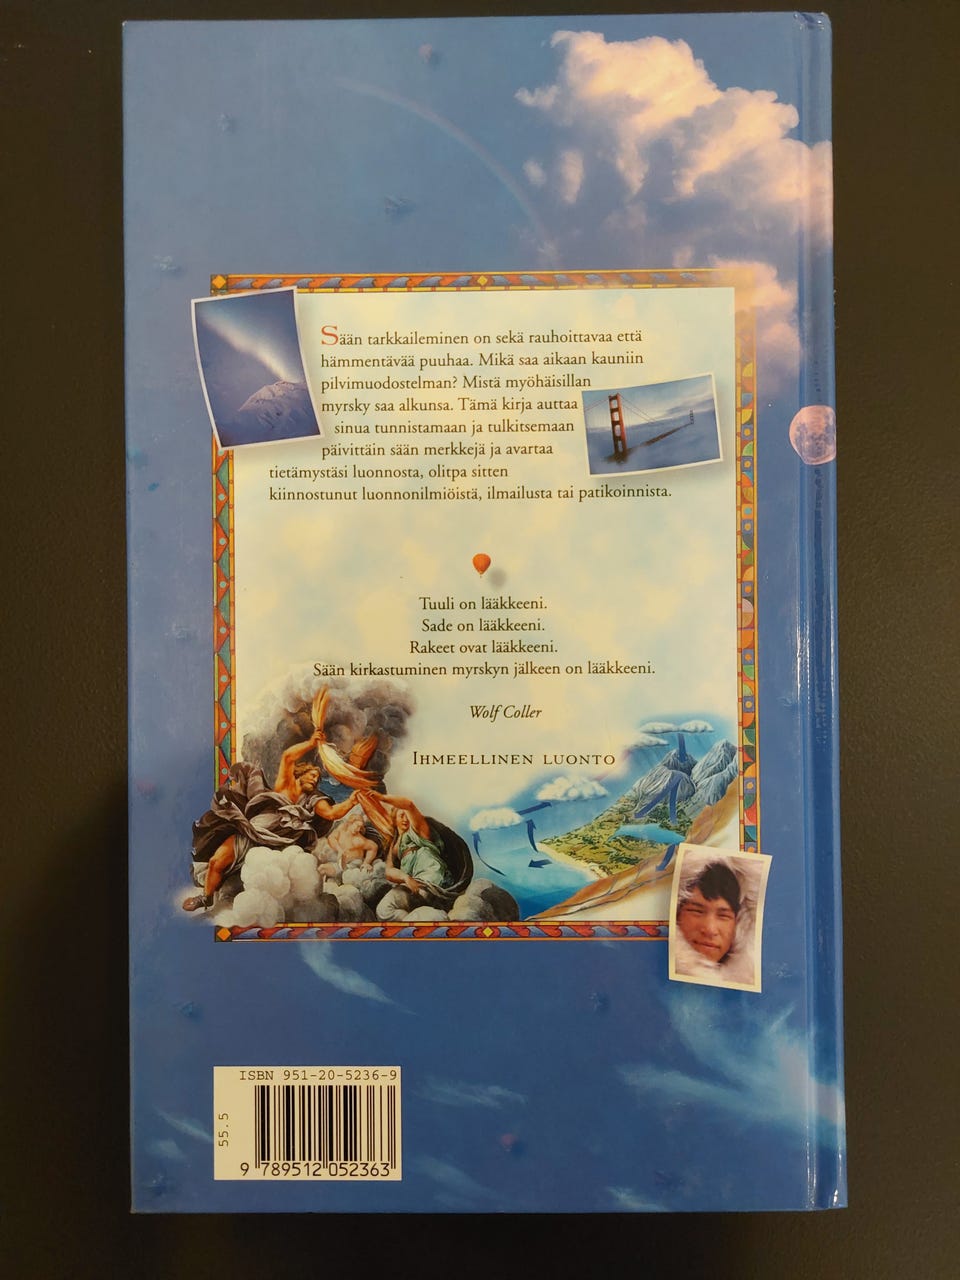 Sään tarkkaileminen on sekä rauhoittavaa että
hämmentävää puuhaa. Mikä saa aikaan kauniin
pilvimuodostelman? Mistä myöhäisillan
myrsky saa alkunsa. Tämä kirja auttaa
sinua tunnistamaan ja tulkitsemaan
päivittäin sään merkkejä ja avartaa
tietämystäsi luonnosta, olitpa sitten
kiinnostunut luonnonilmiöistä, ilmailusta tai patikoinnista.
Tuuli on lääkkeeni.
Sade on lääkkeeni.
Rakeet ovat lääkkeeni.
Sään kirkastuminen myrskyn jälkeen on lääkkeeni.
Wolf Coller
IHMEELLINEN LUONTO
ISBN 951-20-5236-9
55.5
9 789512 052363